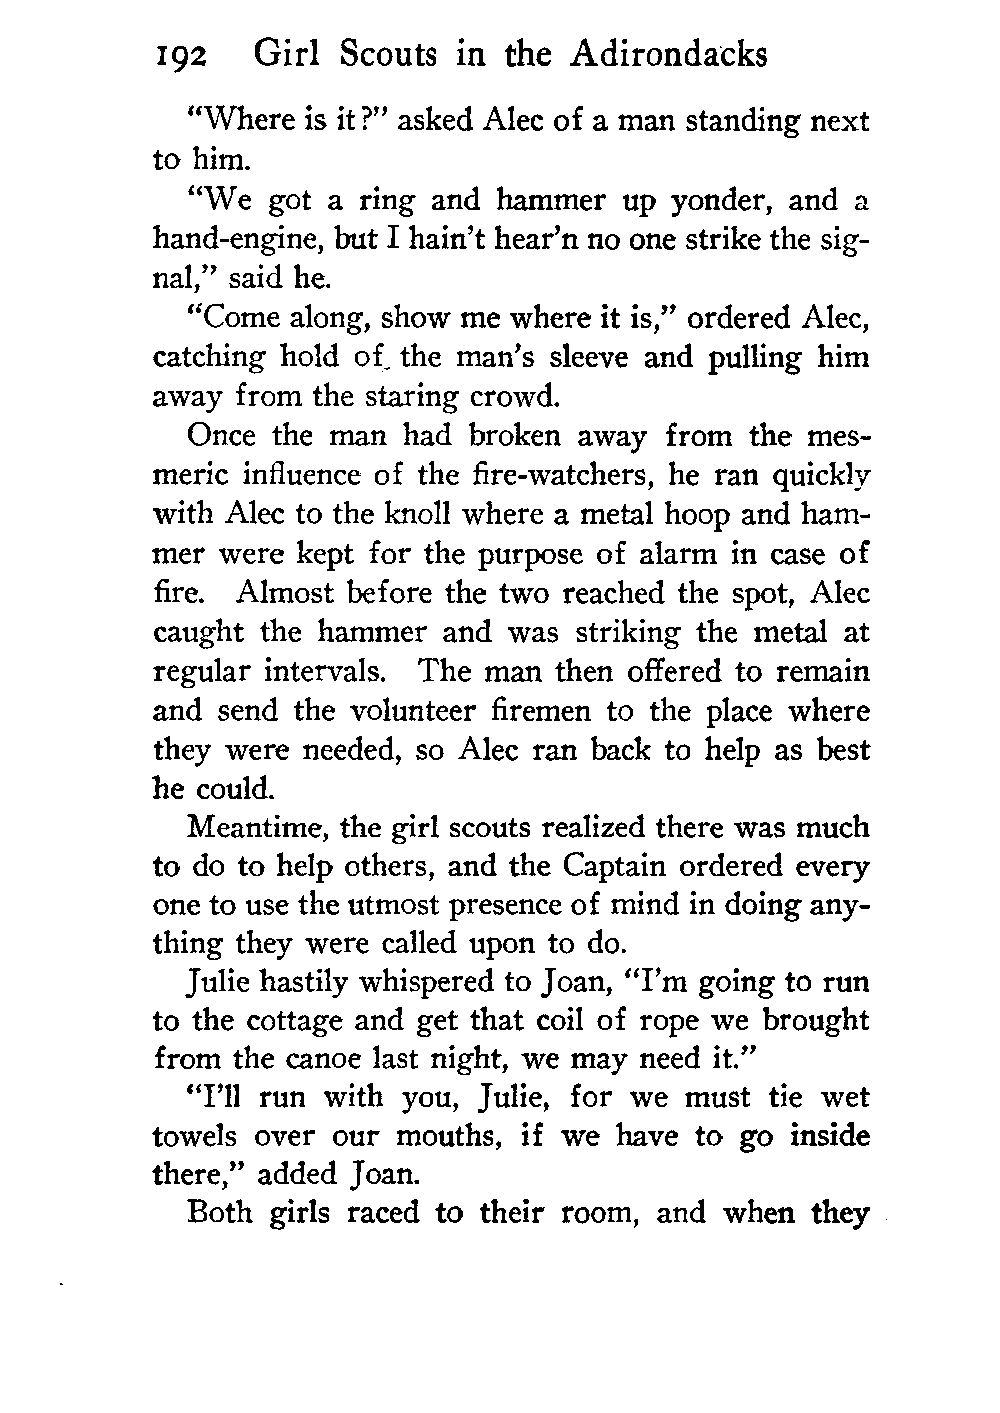 192 Girl Scouts in the Adirondacks
“Where is it?” asked Alec of a man standing next
to him.
“We got a ring and hammer up yonder, and a
hand-engine, but I hain’t hear’n no one strike the sig-
nal,” said he.
“Come along, show me where it is,” ordered Alec,
catching hold of the man’s sleeve and pulling him
away from the staring crowd.
Once the man had broken away from the mes-
meric influence of the fire-watchers, he ran quickly
with Alec to the knoll where a metal hoop and ham-
mer were kept for the purpose of alarm in case of
fire. Almost before the two reached the spot, Alec
caught the hammer and was striking the metal at
regular intervals. The man then offered to remain
and send the volunteer firemen to the place where
they were needed, so Alec ran back to help as best
he could.
Meantime, the girl scouts realized there was much
to do to help others, and the Captain ordered every
one to use the utmost presence of mind in doing any-
thing they were called upon to do.
Julie hastily whispered to Joan, “I’m going to run
to the cottage and get that coil of rope we brought
from the canoe last night, we may need it.”
“I’ll run with you, Julie, for we must tie wet
towels over our mouths, if we have to go inside
there,” added Joan.
Both girls raced to their room, and when they